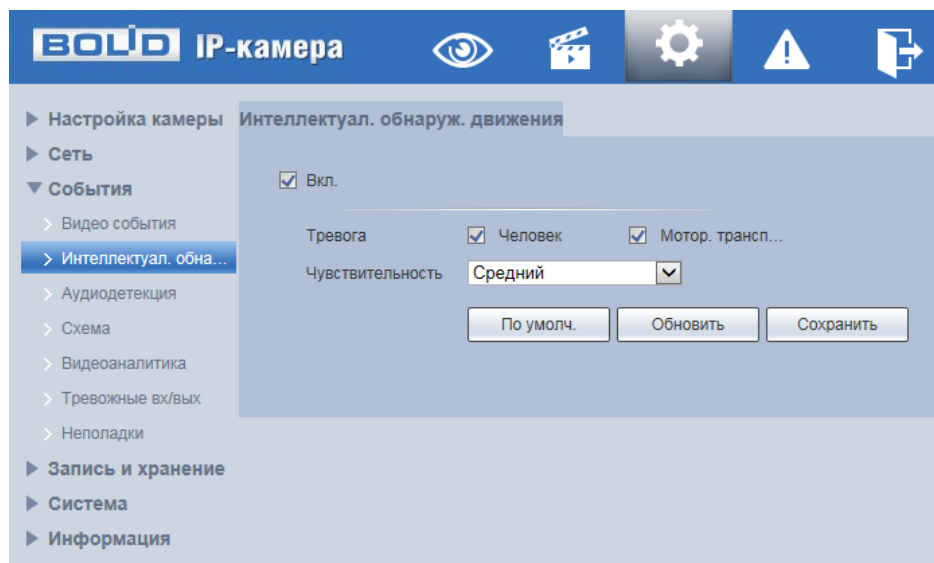 BOLID IP-камера
Настройка камеры
Сеть
События
Видео события
Интеллектуал. обна...
Аудиодетекция
Схема
Видеоаналитика
Тревожные вх/вых
Неполадки
Запись и хранение
Система
Информация
Интеллектуал. обнаруж. движения
Вкл.
Тревога Человек Мотор. трансп...
Чувствительность Средний
По умолч. Обновить Сохранить